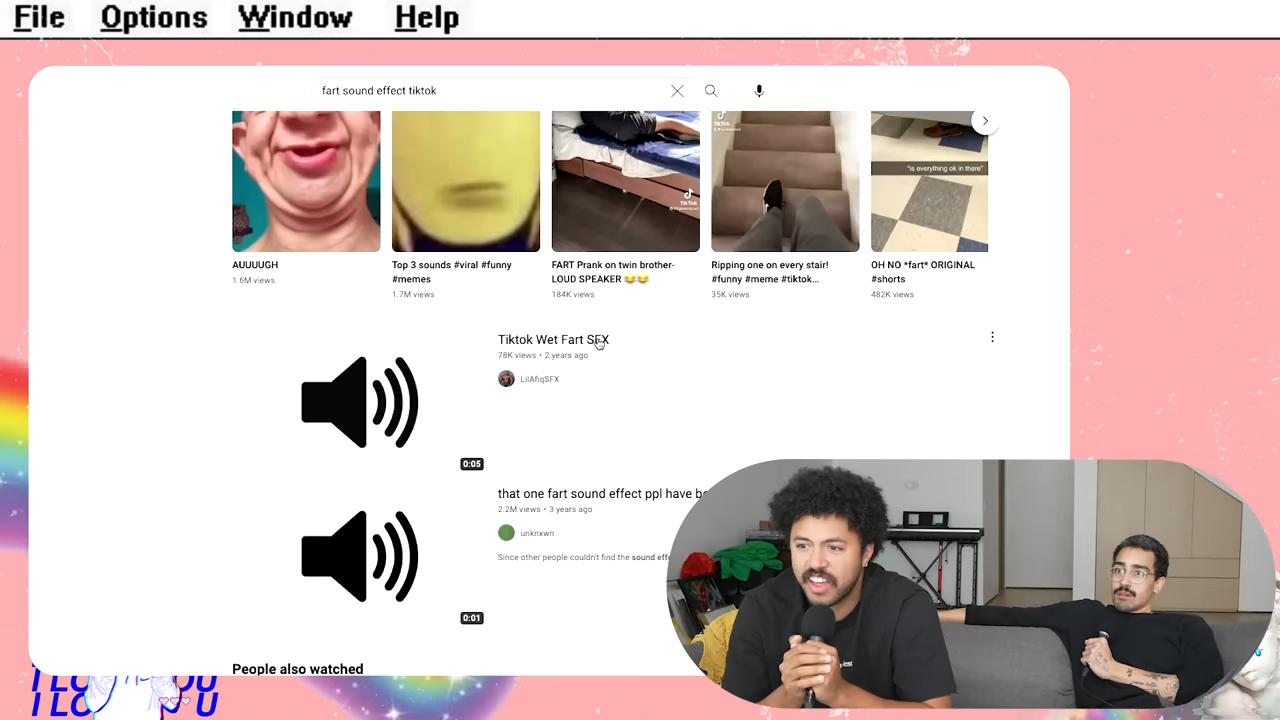 File Options Window Help
fart sound effect tiktok
TikTok
TikTok
"is everything ok in there"
AUUUUGH
1.6M views
Top 3 sounds #viral #funny
#memes
1.7M views
FART Prank on twin brother-
LOUD SPEAKER 😂😂
184K views
Ripping one on every stair!
#funny #meme #tiktok...
35K views
OH NO *fart* ORIGINAL
#shorts
482K views
Tiktok Wet Fart SFX
78K views • 2 years ago
LilAfiqSFX
0:05
that one fart sound effect ppl have be
2.2M views • 3 years ago
unknxwn
Since other people couldn't find the sound effe
0:01
People also watched